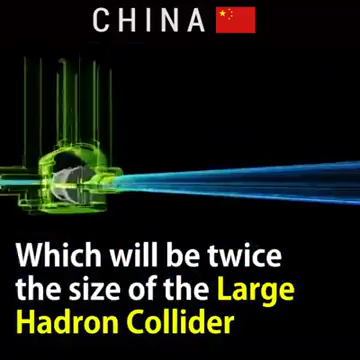 CHINA
Which will be twice
the size of the Large
Hadron Collider